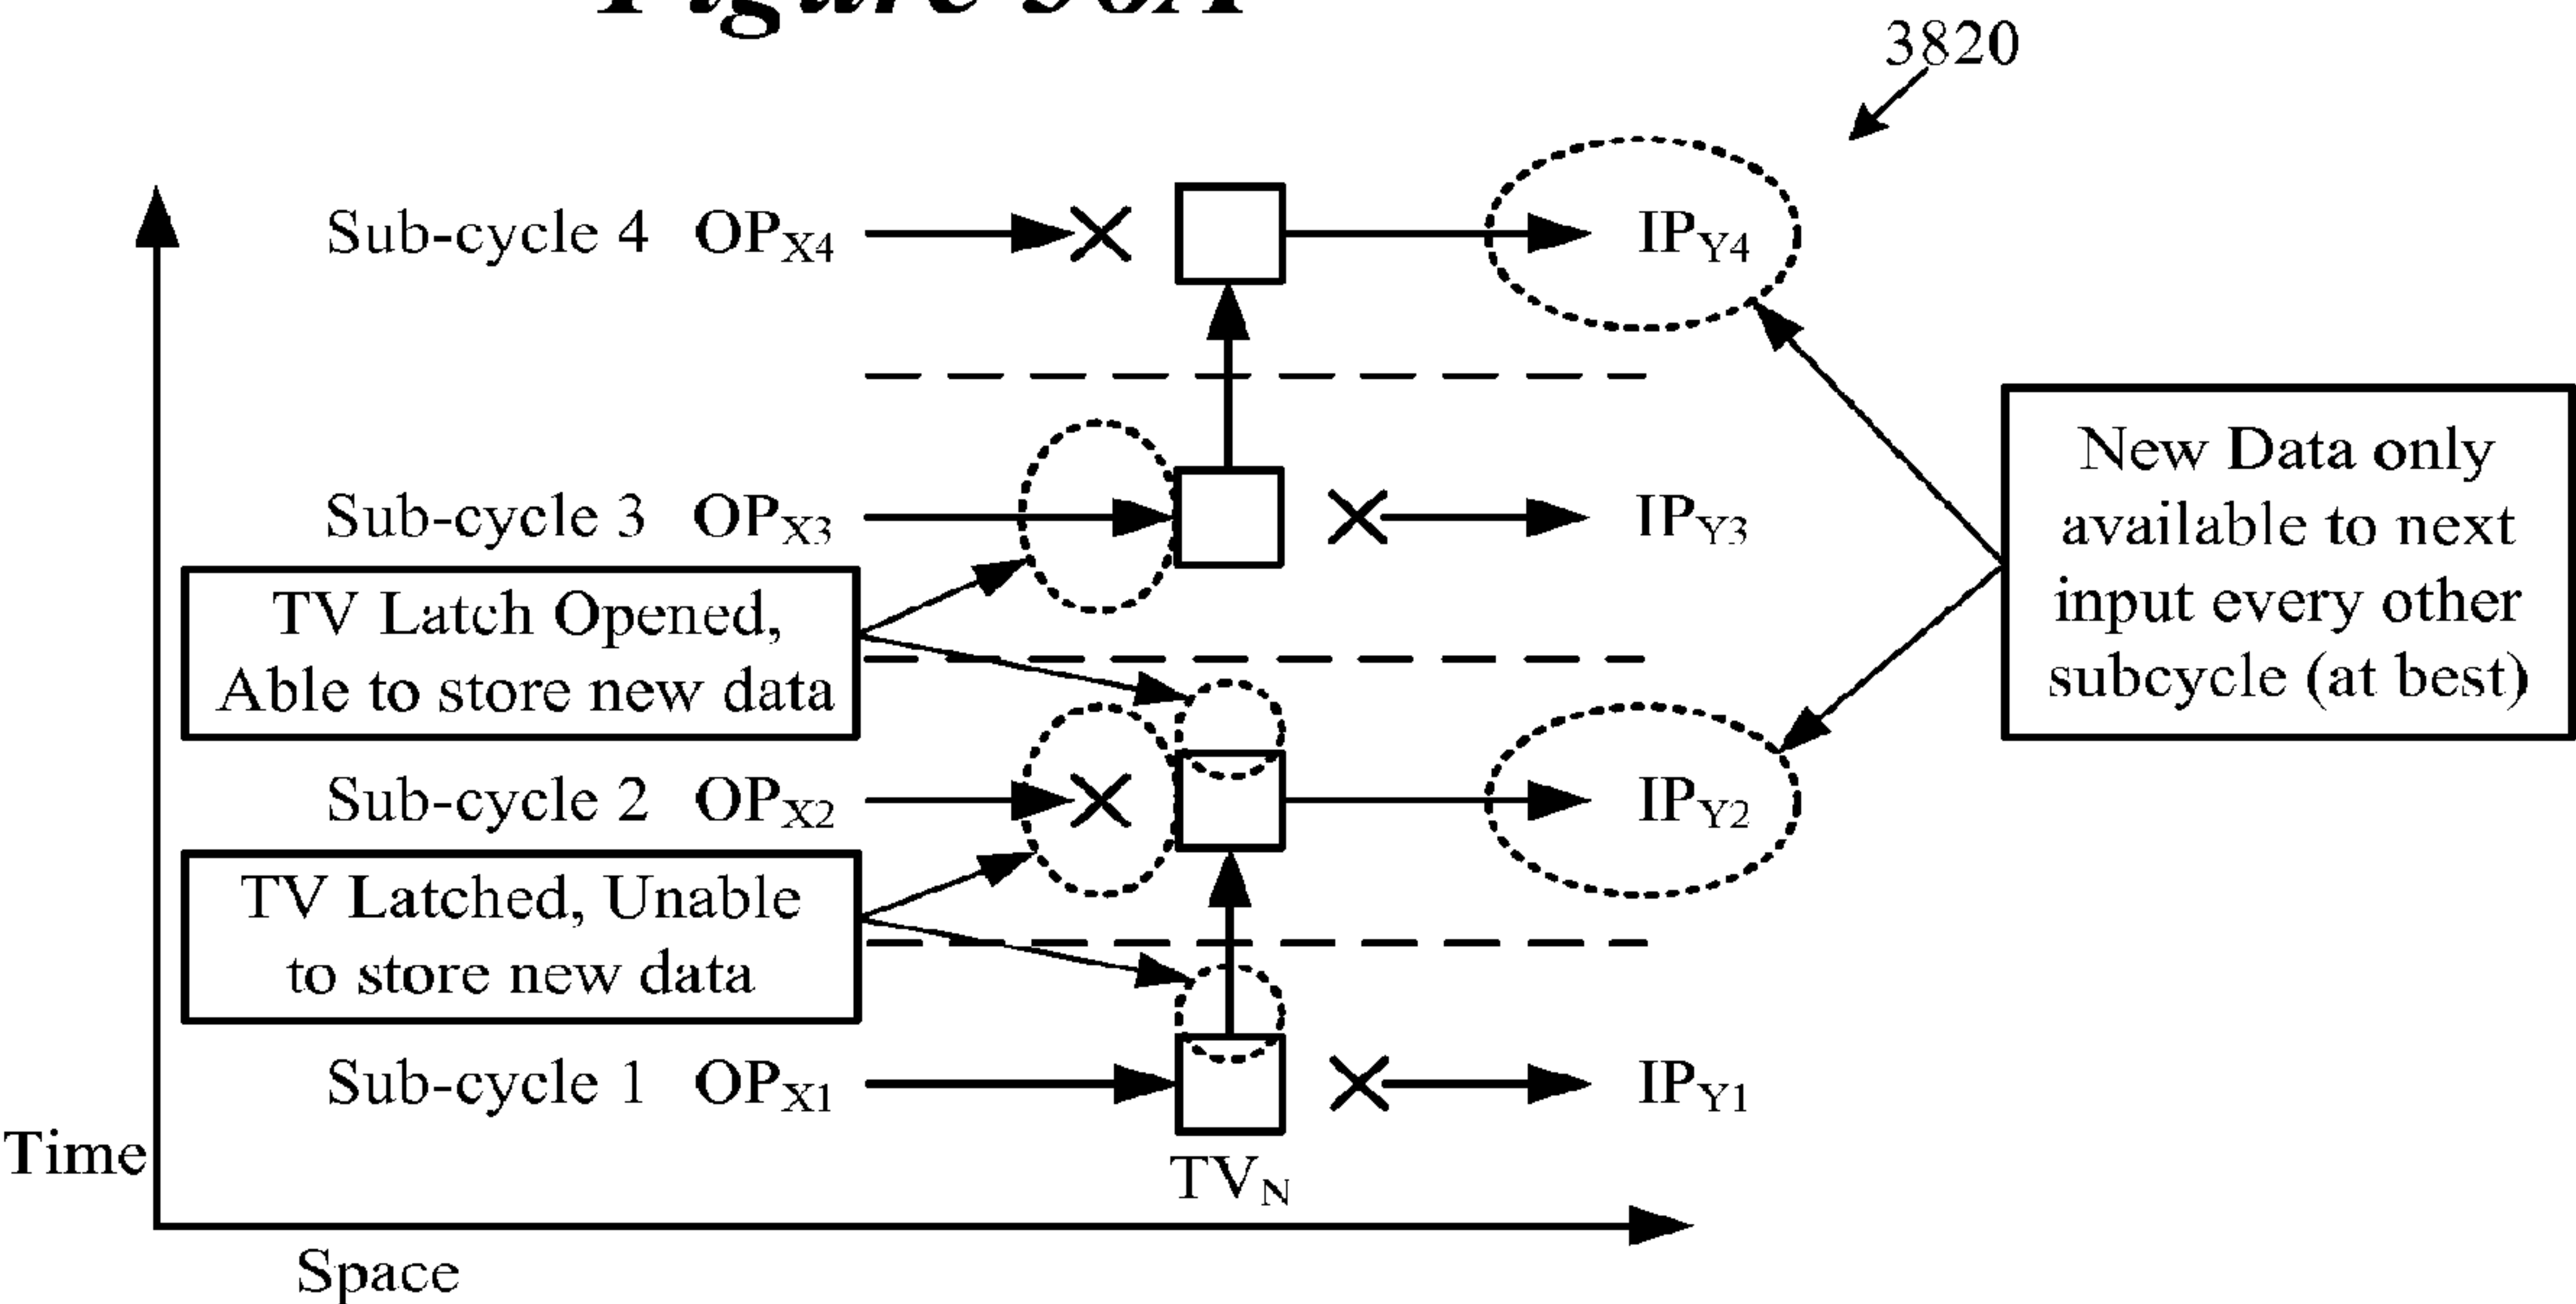 3820
Sub-cycle 4 OPX4 IPY4
New Data only
available to next
input every other
subcycle (at best)
Sub-cycle 3 OPX3 IPY3
TV Latch Opened,
Able to store new data
Sub-cycle 2 OPX2 IPY2
TV Latched, Unable
to store new data
Sub-cycle 1 OPX1 IPY1
Time
TVN
Space